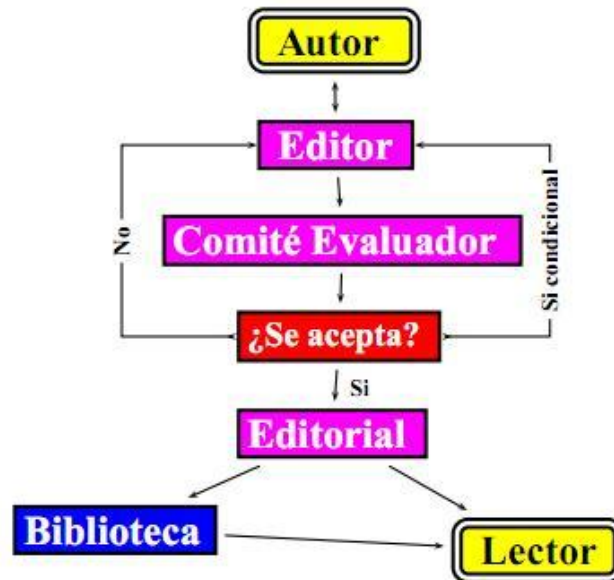 Autor
Editor
No
Si condicional
Comité Evaluador
¿Se acepta?
Si
Editorial
Biblioteca
Lector